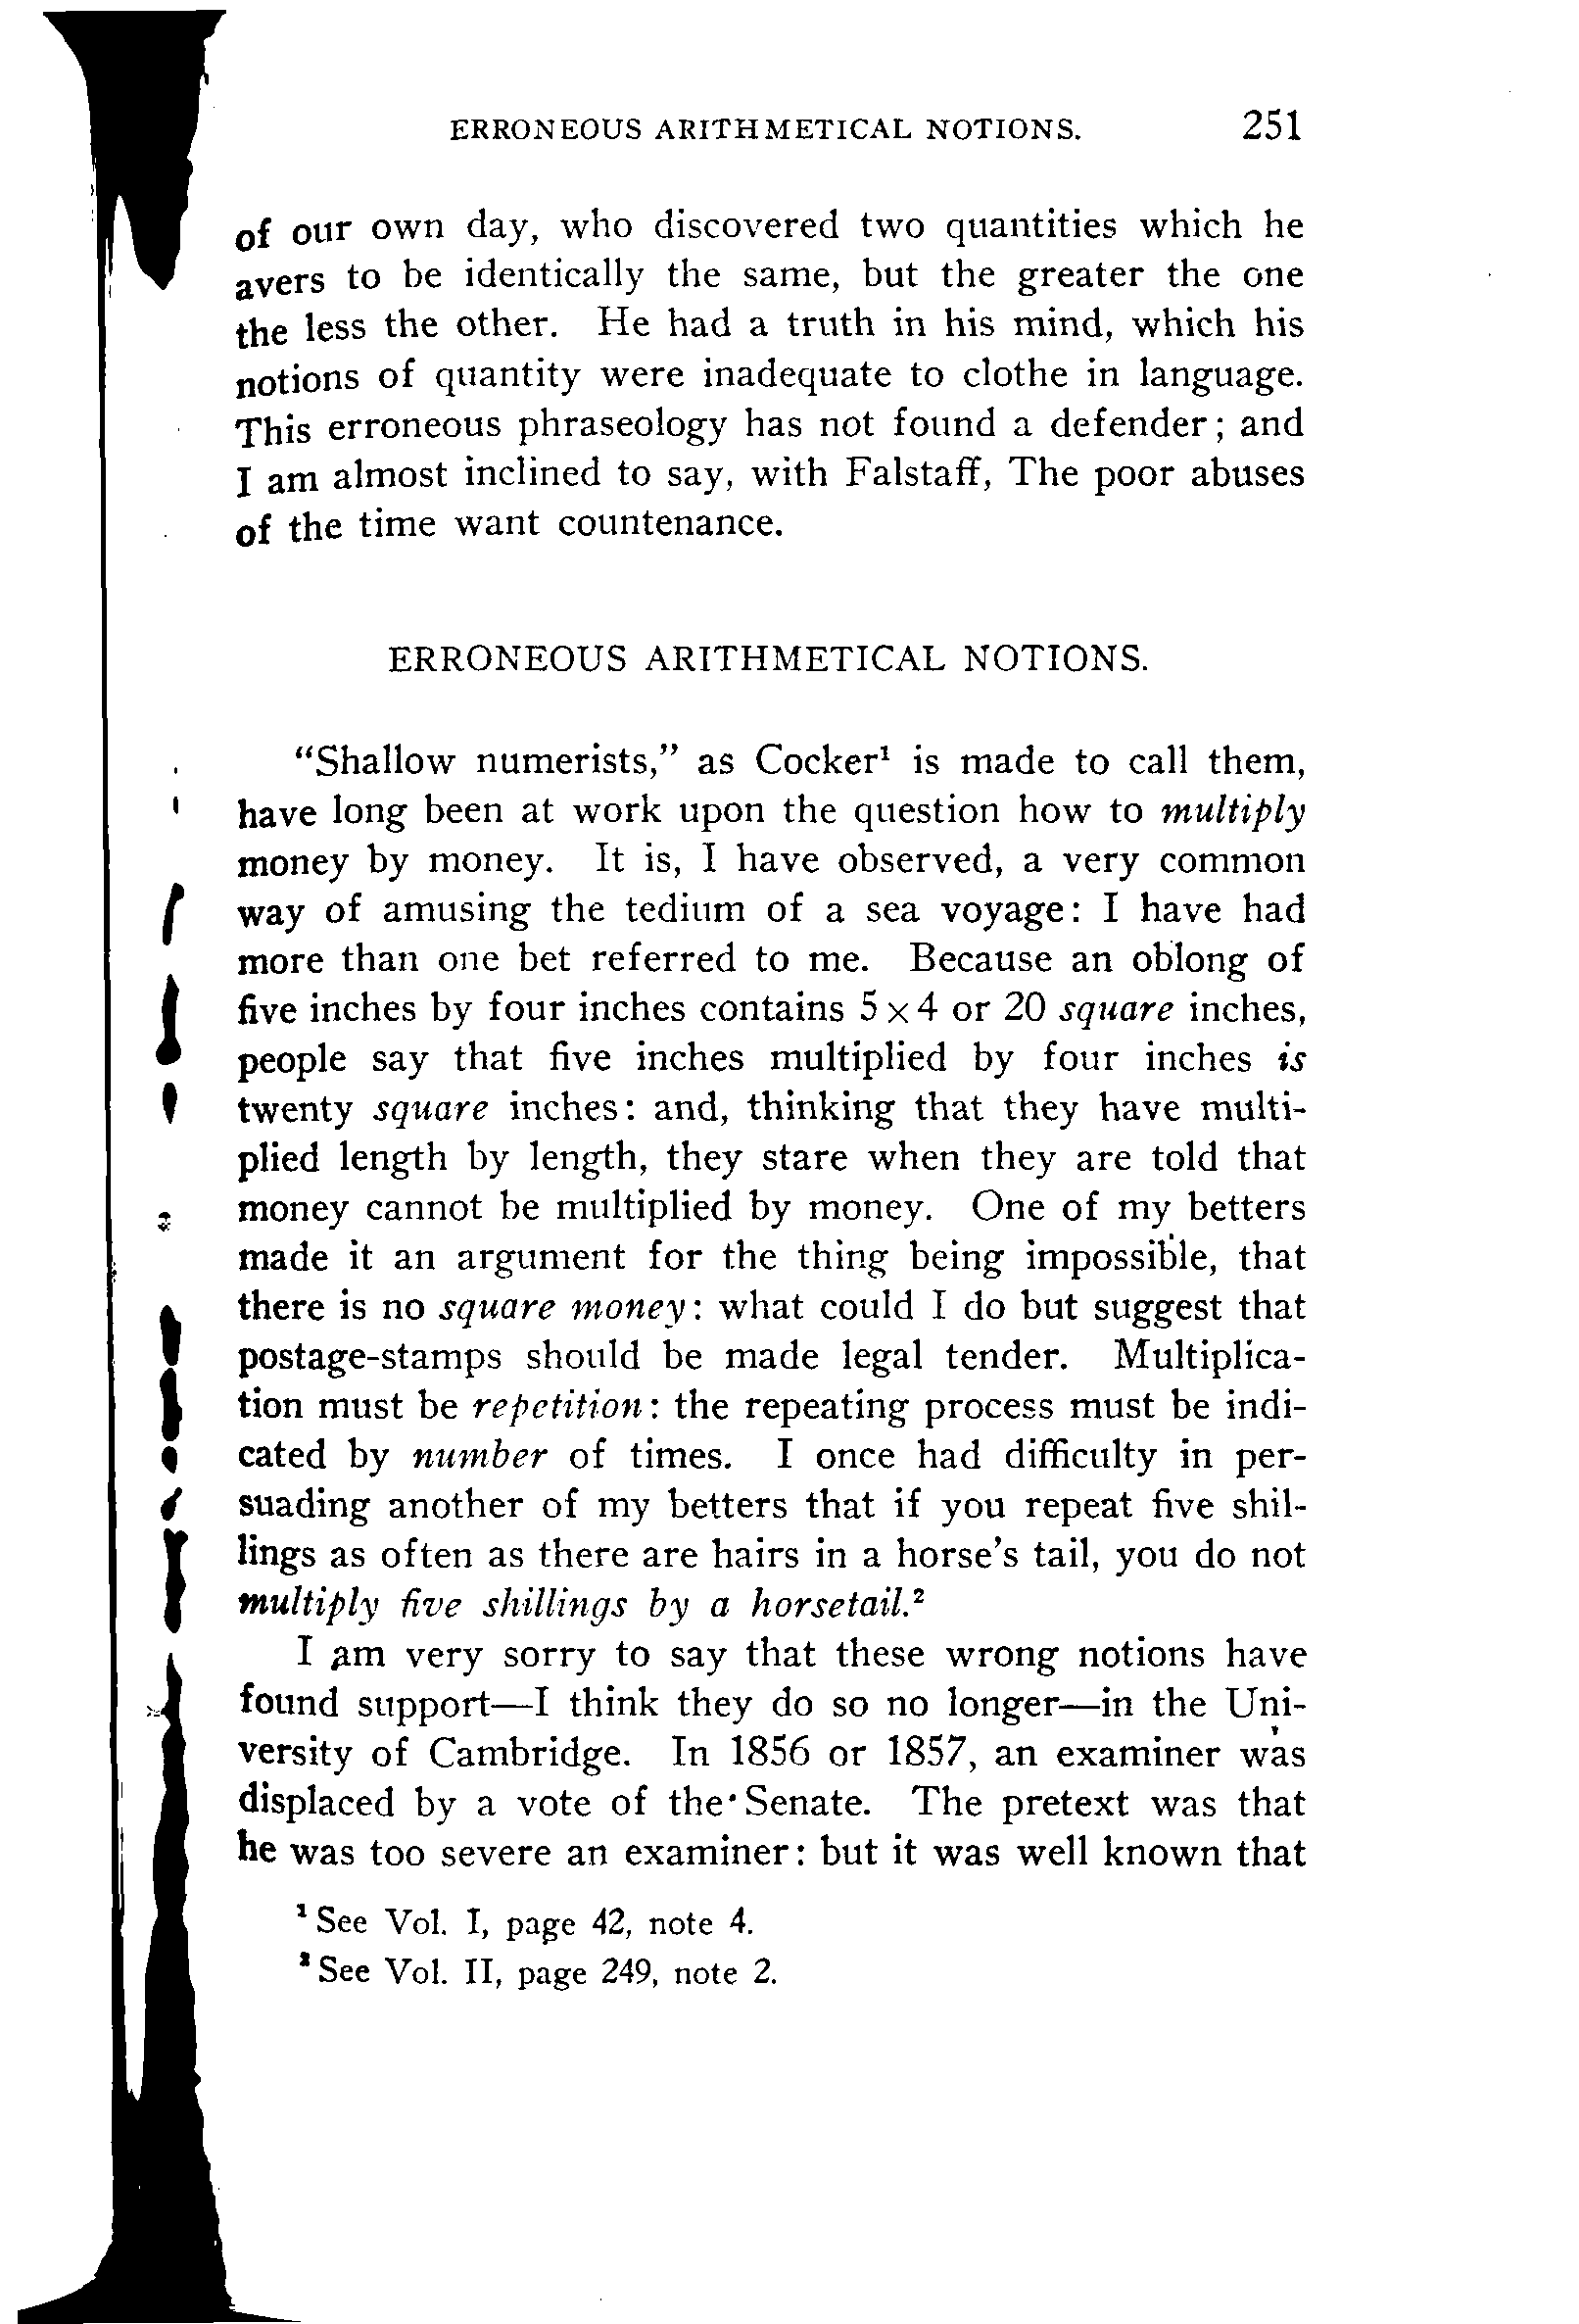 ERRONEOUS ARITHMETICAL NOTIONS. 251
of our own day, who discovered two quantities which he
avers to be identically the same, but the greater the one
the less the other. He had a truth in his mind, which his
notions of quantity were inadequate to clothe in language.
This erroneous phraseology has not found a defender; and
I am almost inclined to say, with Falstaff, The poor abuses
of the time want countenance.
ERRONEOUS ARITHMETICAL NOTIONS.
“Shallow numerists,” as Cocker¹ is made to call them,
have long been at work upon the question how to multiply
money by money. It is, I have observed, a very common
way of amusing the tedium of a sea voyage: I have had
more than one bet referred to me. Because an oblong of
five inches by four inches contains 5 x 4 or 20 square inches,
people say that five inches multiplied by four inches is
twenty square inches: and, thinking that they have multi-
plied length by length, they stare when they are told that
money cannot be multiplied by money. One of my betters
made it an argument for the thing being impossible, that
there is no square money: what could I do but suggest that
postage-stamps should be made legal tender. Multiplica-
tion must be repetition: the repeating process must be indi-
cated by number of times. I once had difficulty in per-
suading another of my betters that if you repeat five shil-
lings as often as there are hairs in a horse's tail, you do not
multiply five shillings by a horsetail.²
I am very sorry to say that these wrong notions have
found support—I think they do so no longer—in the Uni-
versity of Cambridge. In 1856 or 1857, an examiner was
displaced by a vote of the Senate. The pretext was that
he was too severe an examiner: but it was well known that
¹ See Vol. I, page 42, note 4.
² See Vol. II, page 249, note 2.